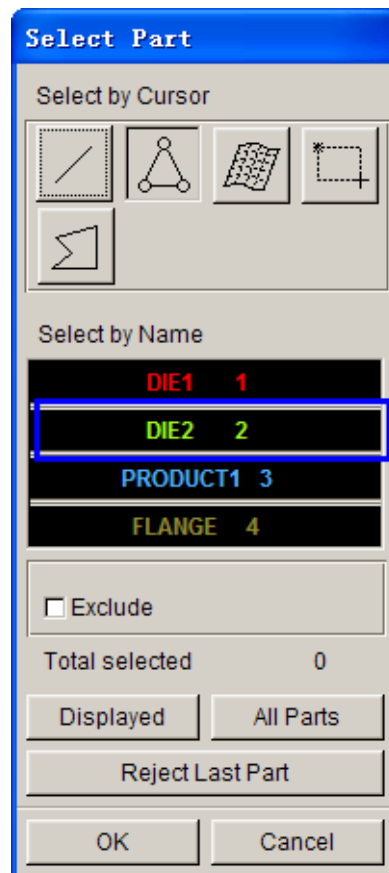 Select Part
Select by Cursor
Select by Name
DIE1 1
DIE2 2
PRODUCT1 3
FLANGE 4
Exclude
Total selected 0
Displayed All Parts
Reject Last Part
OK Cancel